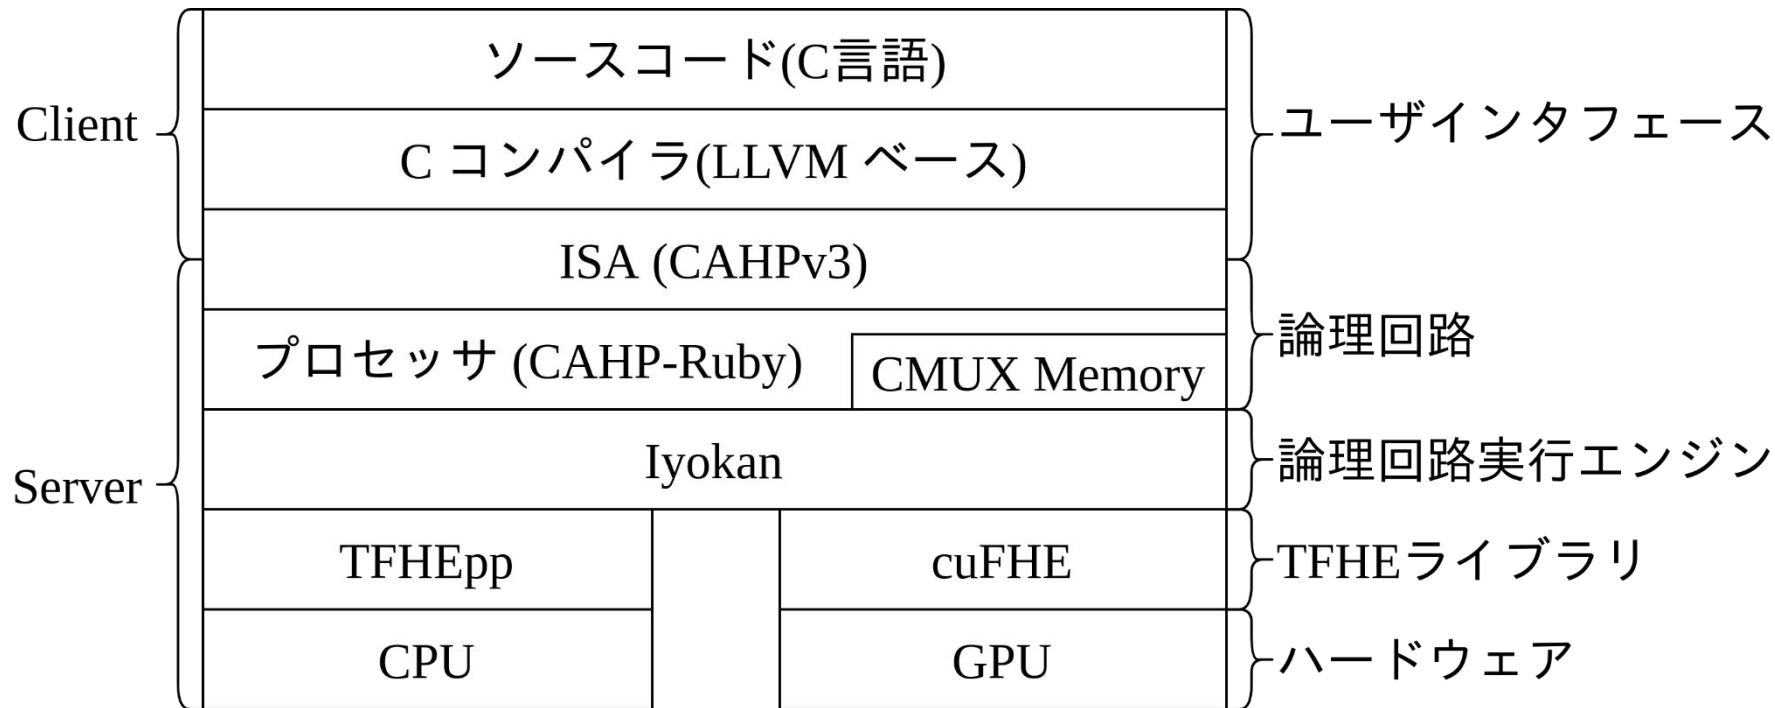 ソースコード(C言語)
Client
ユーザインタフェース
C コンパイラ(LLVM ベース)
ISA (CAHPv3)
論理回路
プロセッサ (CAHP-Ruby)
CMUX Memory
Iyokan
論理回路実行エンジン
Server
TFHEpp
cuFHE
TFHEライブラリ
CPU
GPU
ハードウェア